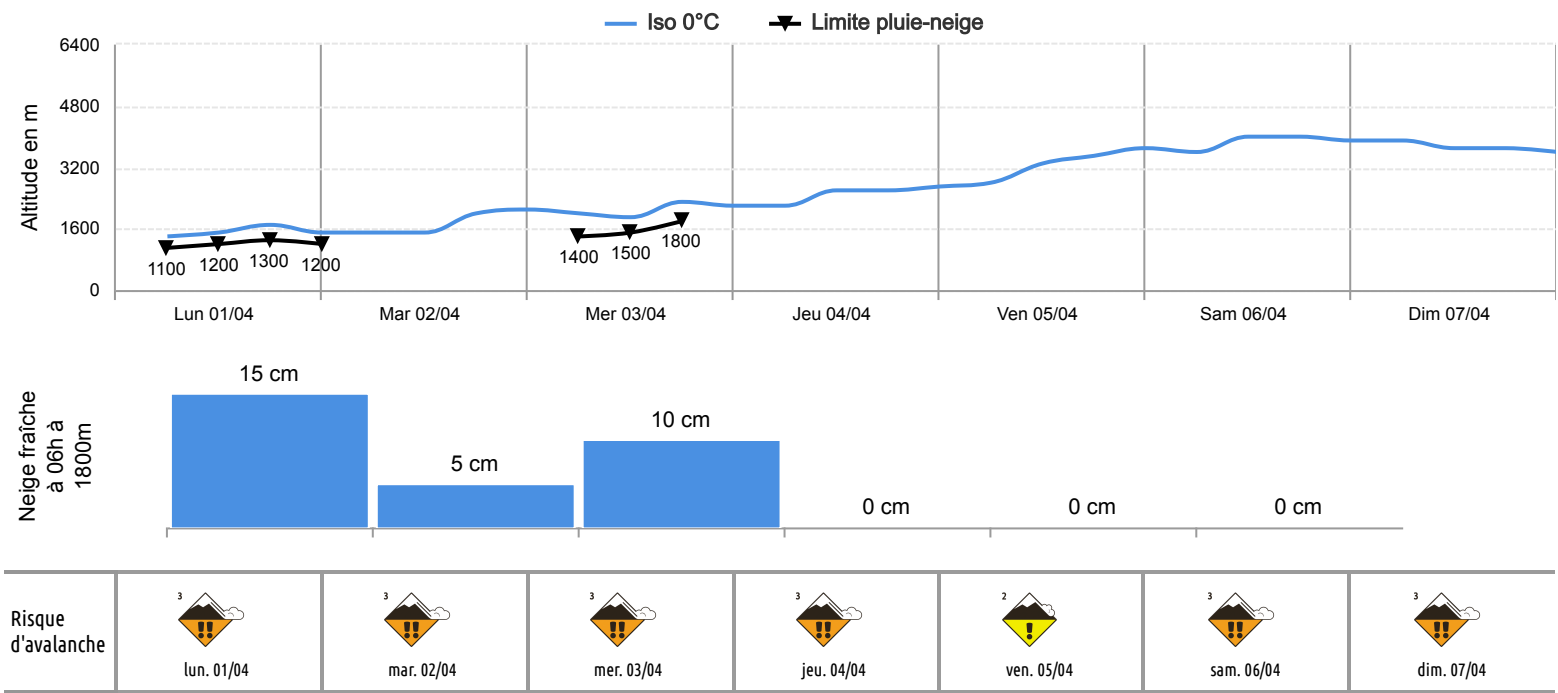 Iso 0°C Limite pluie-neige
Altitude en m
6400
4800
3200
1600
0
1100 1200 1300 1200 1400 1500 1800
Lun 01/04 Mar 02/04 Mer 03/04 Jeu 04/04 Ven 05/04 Sam 06/04 Dim 07/04
Neige fraîche
à 06h à
1800m
15 cm 5 cm 10 cm 0 cm 0 cm 0 cm
Risque
d'avalanche
3 3 3 3 2 3 3
!! !! !! !! ! !! !!
lun. 01/04 mar. 02/04 mer. 03/04 jeu. 04/04 ven. 05/04 sam. 06/04 dim. 07/04